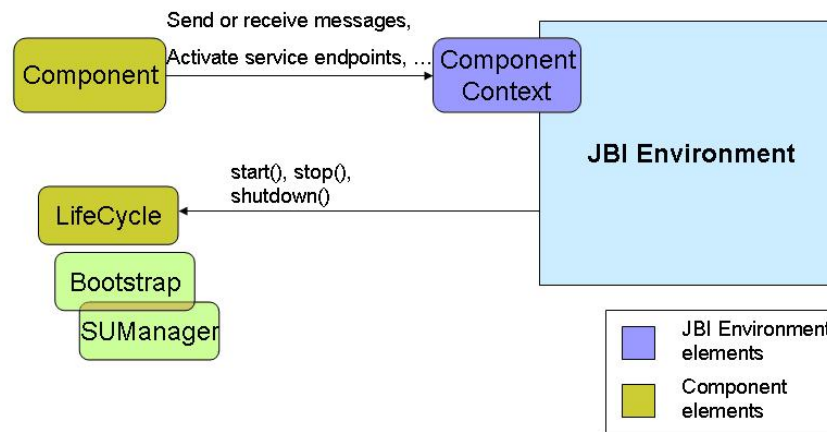 Send or receive messages,
Activate service endpoints, ...
Component
Component
Context
JBI Environment
start(), stop(),
shutdown()
LifeCycle
Bootstrap
SUManager
JBI Environment
elements
Component
elements